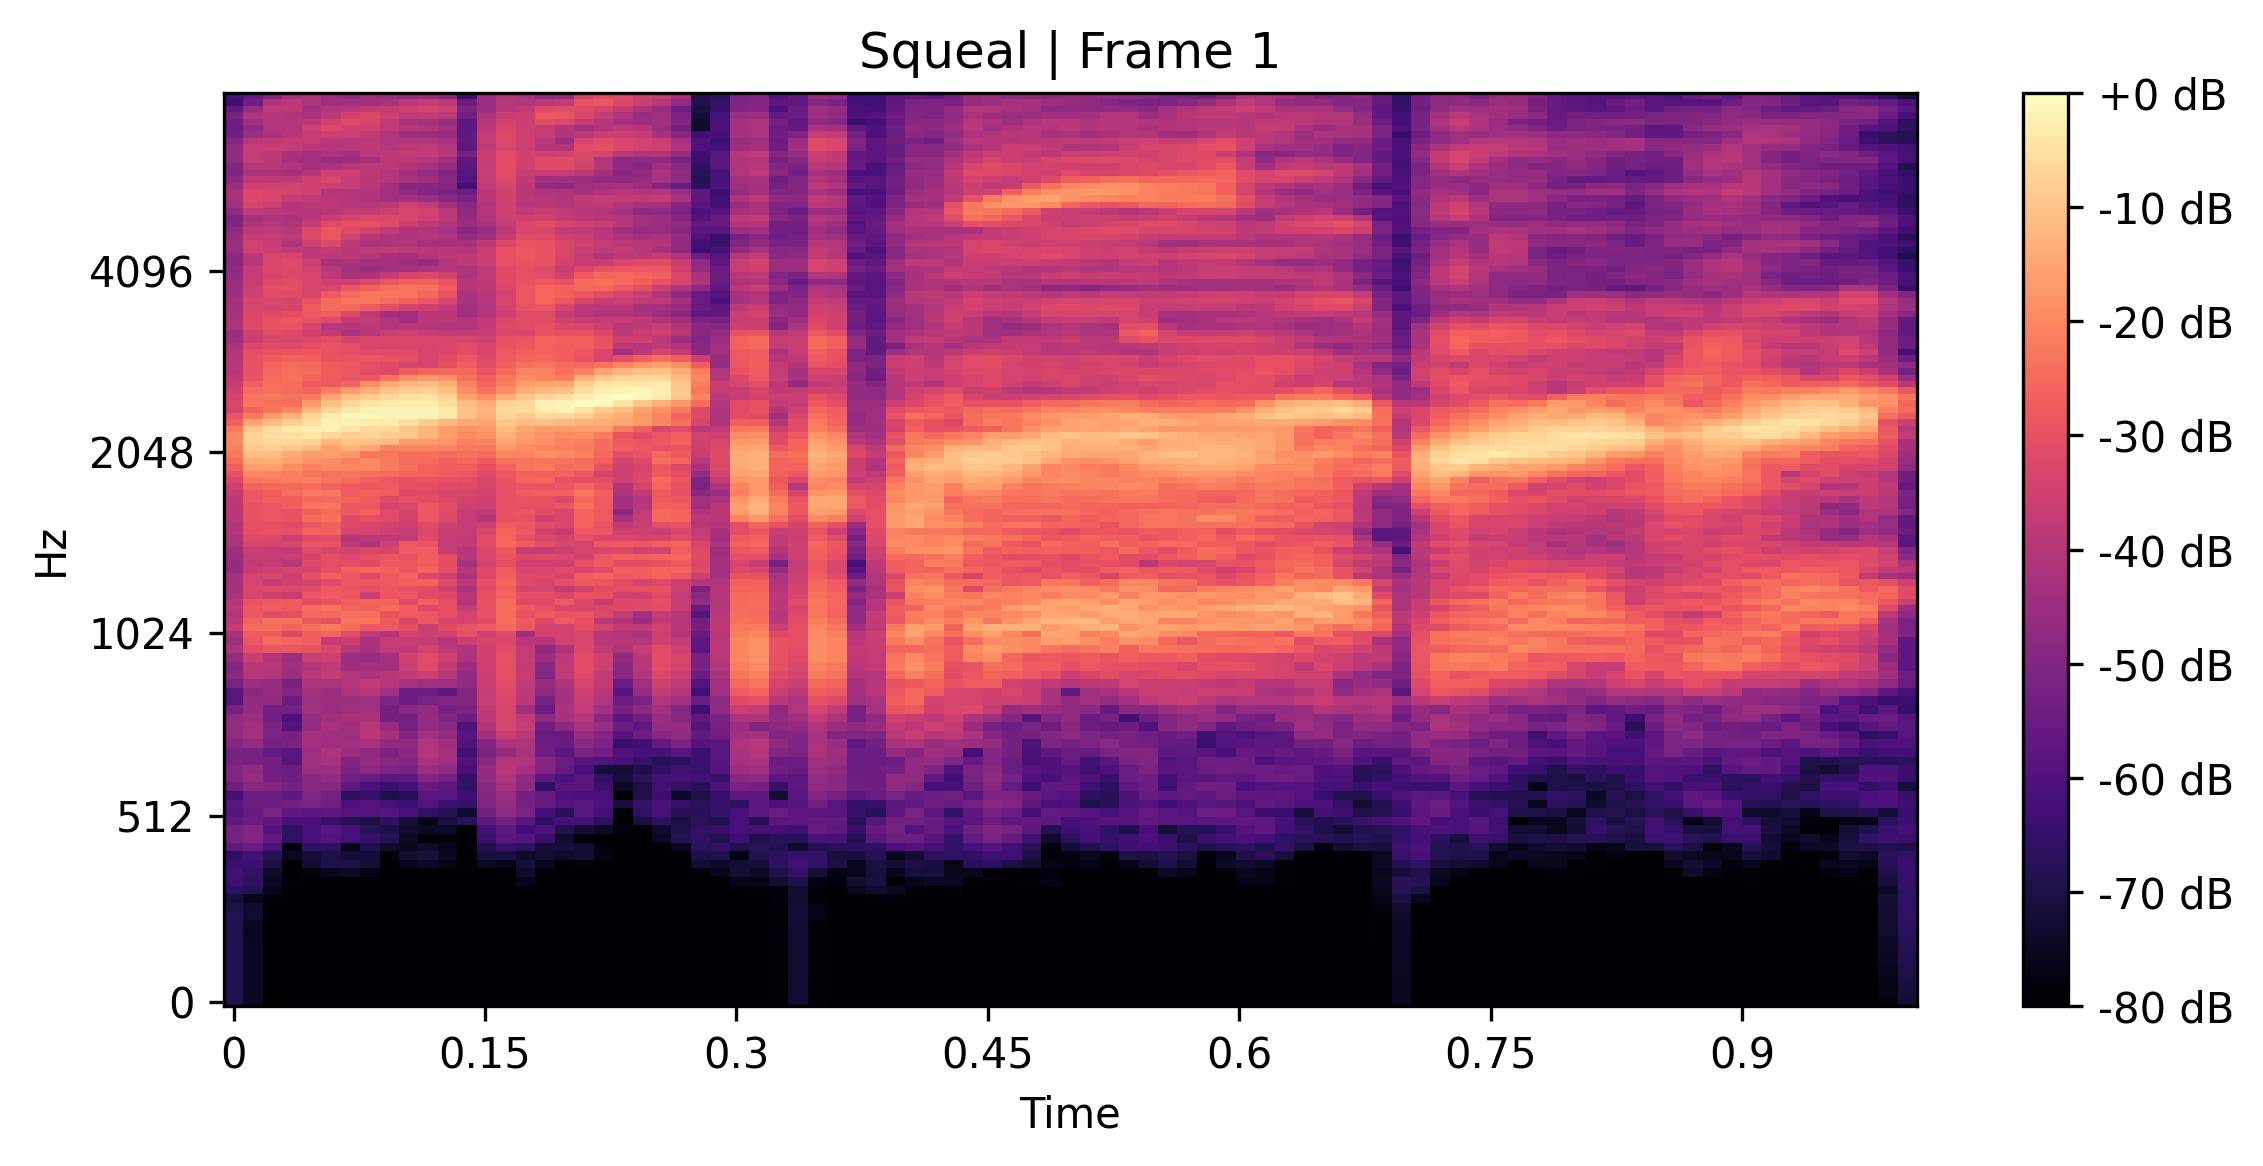 Squeal | Frame 1
+0 dB
-10 dB
4096
-20 dB
-30 dB
2048
-40 dB
Hz
1024
-50 dB
-60 dB
512
-70 dB
0
-80 dB
0 0.15 0.3 0.45 0.6 0.75 0.9
Time